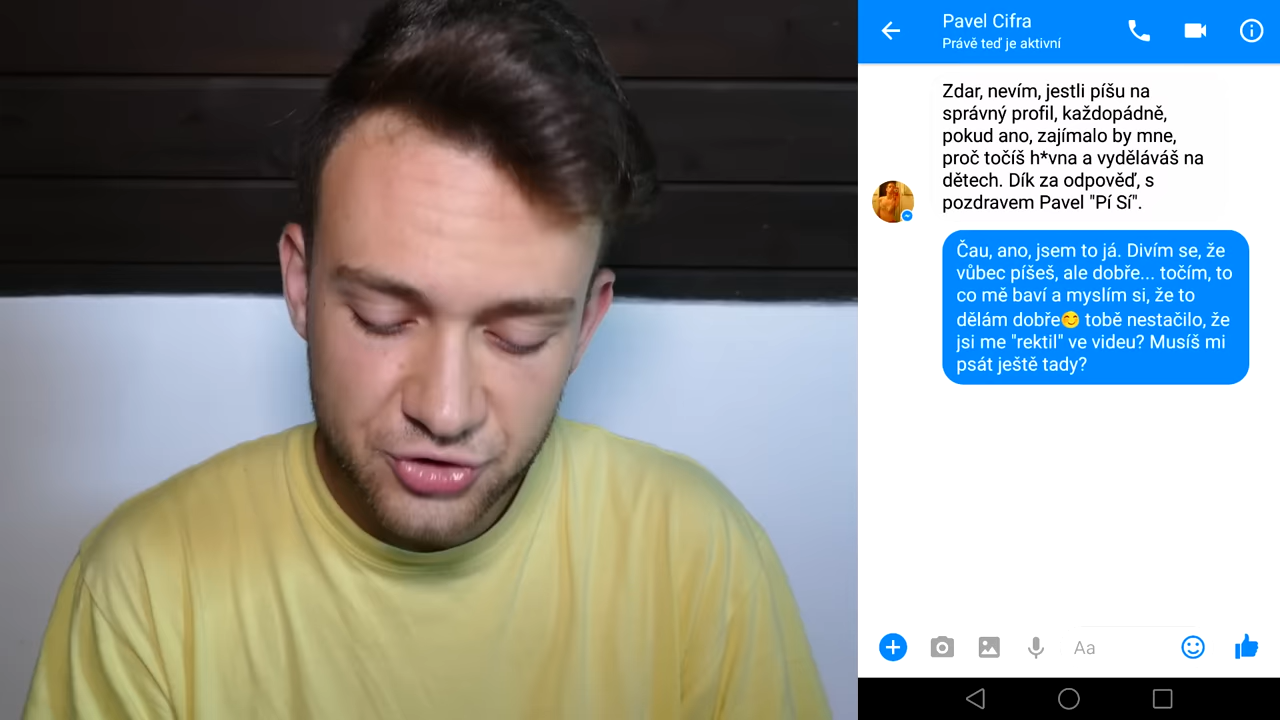 Pavel Cifra
Právě teď je aktivní
Zdar, nevím, jestli píšu na
správný profil, každopádně,
pokud ano, zajímalo by mne,
proč točíš h*vna a vyděláváš na
dětech. Dík za odpověď, s
pozdravem Pavel "Pí Sí".
Čau, ano, jsem to já. Divím se, že
vůbec píšeš, ale dobře... točím, to
co mě baví a myslím si, že to
dělám dobře😊 tobě nestačilo, že
jsi me "rektil" ve videu? Musíš mi
psát ještě tady?
Aa